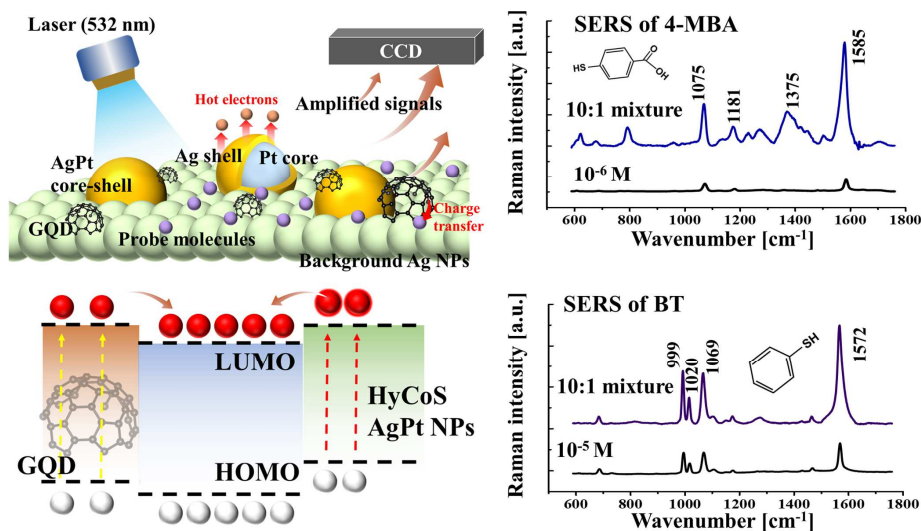 Laser (532 nm)
CCD
Hot electrons
Amplified signals
Ag shell
Pt core
AgPt
core-shell
GQD
Probe molecules
Charge
transfer
Background Ag NPs
LUMO
HOMO
GQD
HyCoS
AgPt NPs
SERS of 4-MBA
HS
O
OH
10:1 mixture
1075
1181
1375
1585
10⁻⁶ M
Raman intensity [a.u.]
600 800 1000 1200 1400 1600 1800
Wavenumber [cm⁻¹]
SERS of BT
SH
10:1 mixture
999
1020
1069
1572
10⁻⁵ M
Raman intensity [a.u.]
600 800 1000 1200 1400 1600 1800
Wavenumber [cm⁻¹]